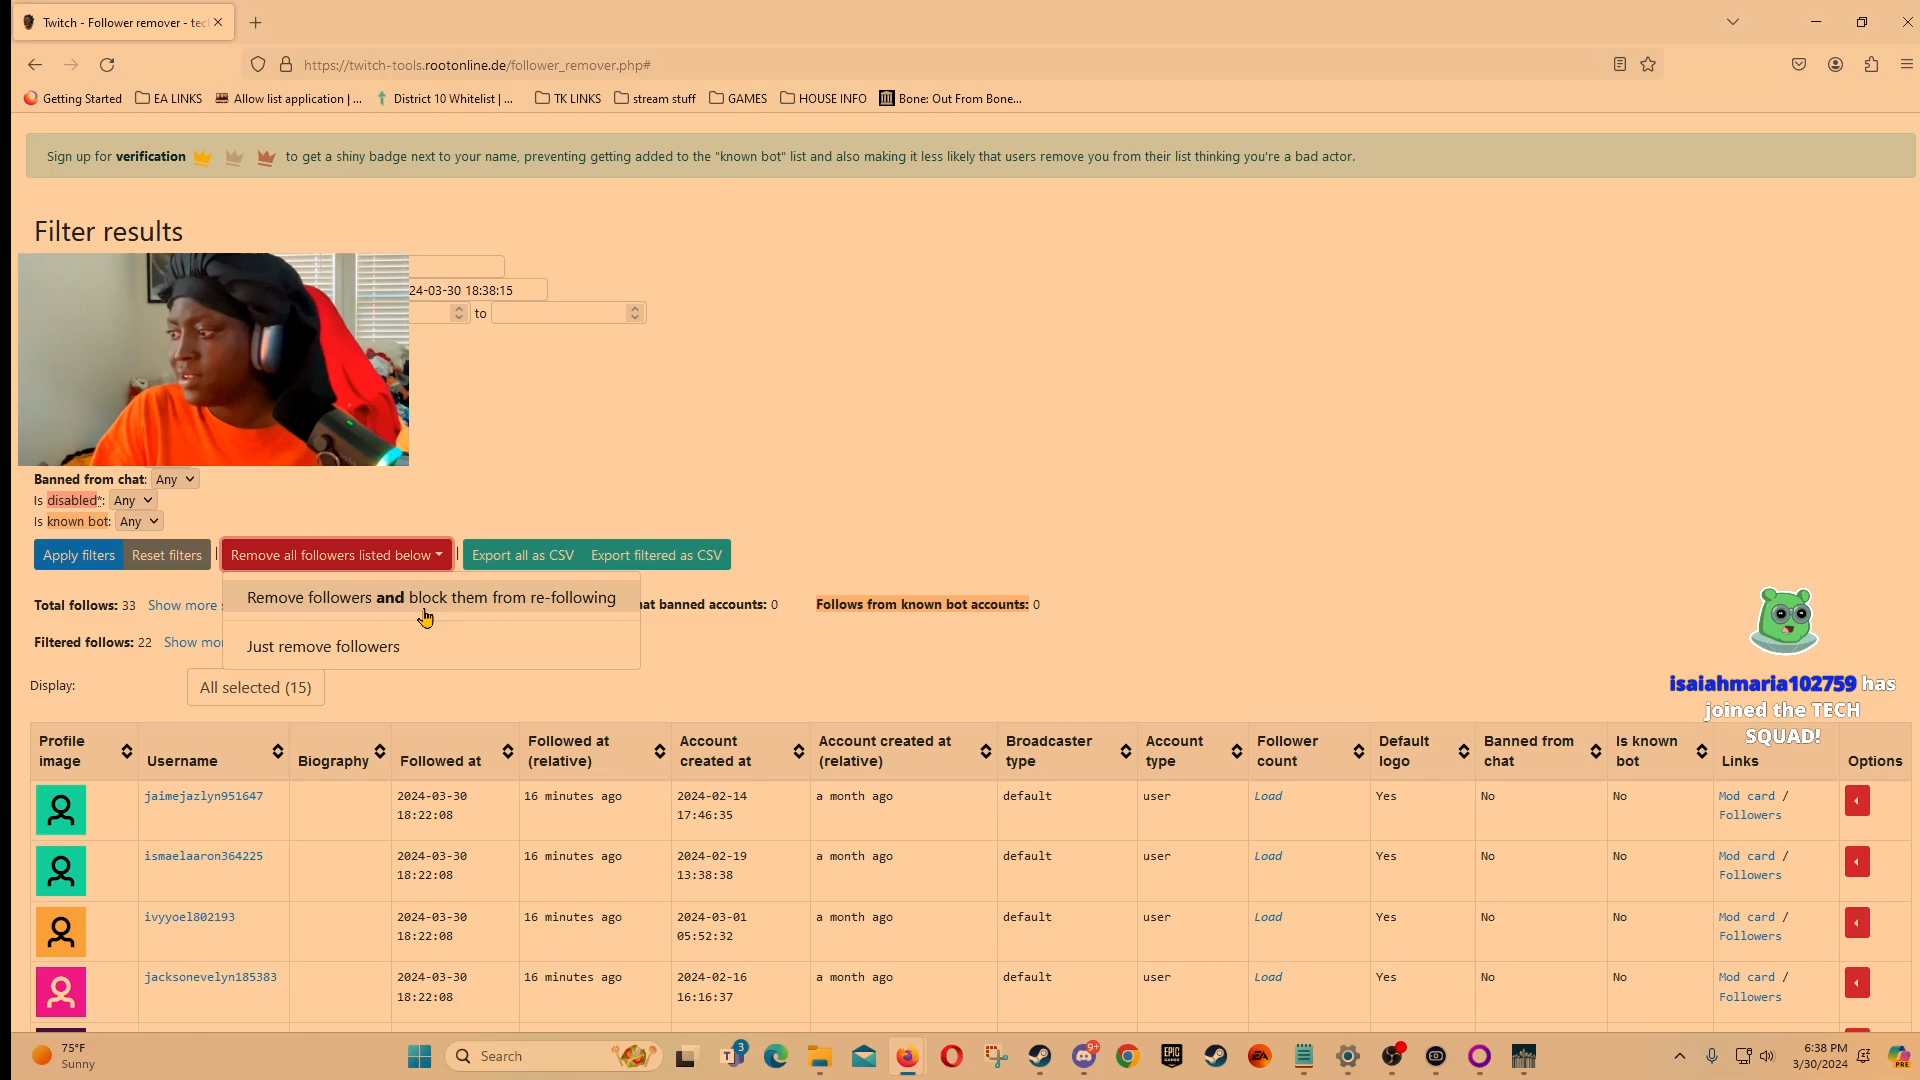 Twitch - Follower remover - tec
https://twitch-tools.rootonline.de/follower_remover.php#
Getting Started EA LINKS Allow list application | ... District 10 Whitelist | ... TK LINKS stream stuff GAMES HOUSE INFO Bone: Out From Bone...
Sign up for verification to get a shiny badge next to your name, preventing getting added to the "known bot" list and also making it less likely that users remove you from their list thinking you're a bad actor.
Filter results
24-03-30 18:38:15
to
Banned from chat: Any
Is disabled*: Any
Is known bot: Any
Apply filters Reset filters | Remove all followers listed below | Export all as CSV Export filtered as CSV
Remove followers and block them from re-following
Just remove followers
Total follows: 33 Show more at banned accounts: 0 Follows from known bot accounts: 0
Filtered follows: 22 Show mor
Display: All selected (15)
isaiahmaria102759 has
joined the TECH
SQUAD!
Profile image Username Biography Followed at Followed at (relative) Account created at Account created at (relative) Broadcaster type Account type Follower count Default logo Banned from chat Is known bot Links Options
jaimejazlyn951647 2024-03-30 18:22:08 16 minutes ago 2024-02-14 17:46:35 a month ago default user Load Yes No No Mod card / Followers
ismaelaaron364225 2024-03-30 18:22:08 16 minutes ago 2024-02-19 13:38:38 a month ago default user Load Yes No No Mod card / Followers
ivyyoel802193 2024-03-30 18:22:08 16 minutes ago 2024-03-01 05:52:32 a month ago default user Load Yes No No Mod card / Followers
jacksonevelyn185383 2024-03-30 18:22:08 16 minutes ago 2024-02-16 16:16:37 a month ago default user Load Yes No No Mod card / Followers
75°F
Sunny
Search
3
9+
EPIC GAMES
EA
6:38 PM
3/30/2024
PRE